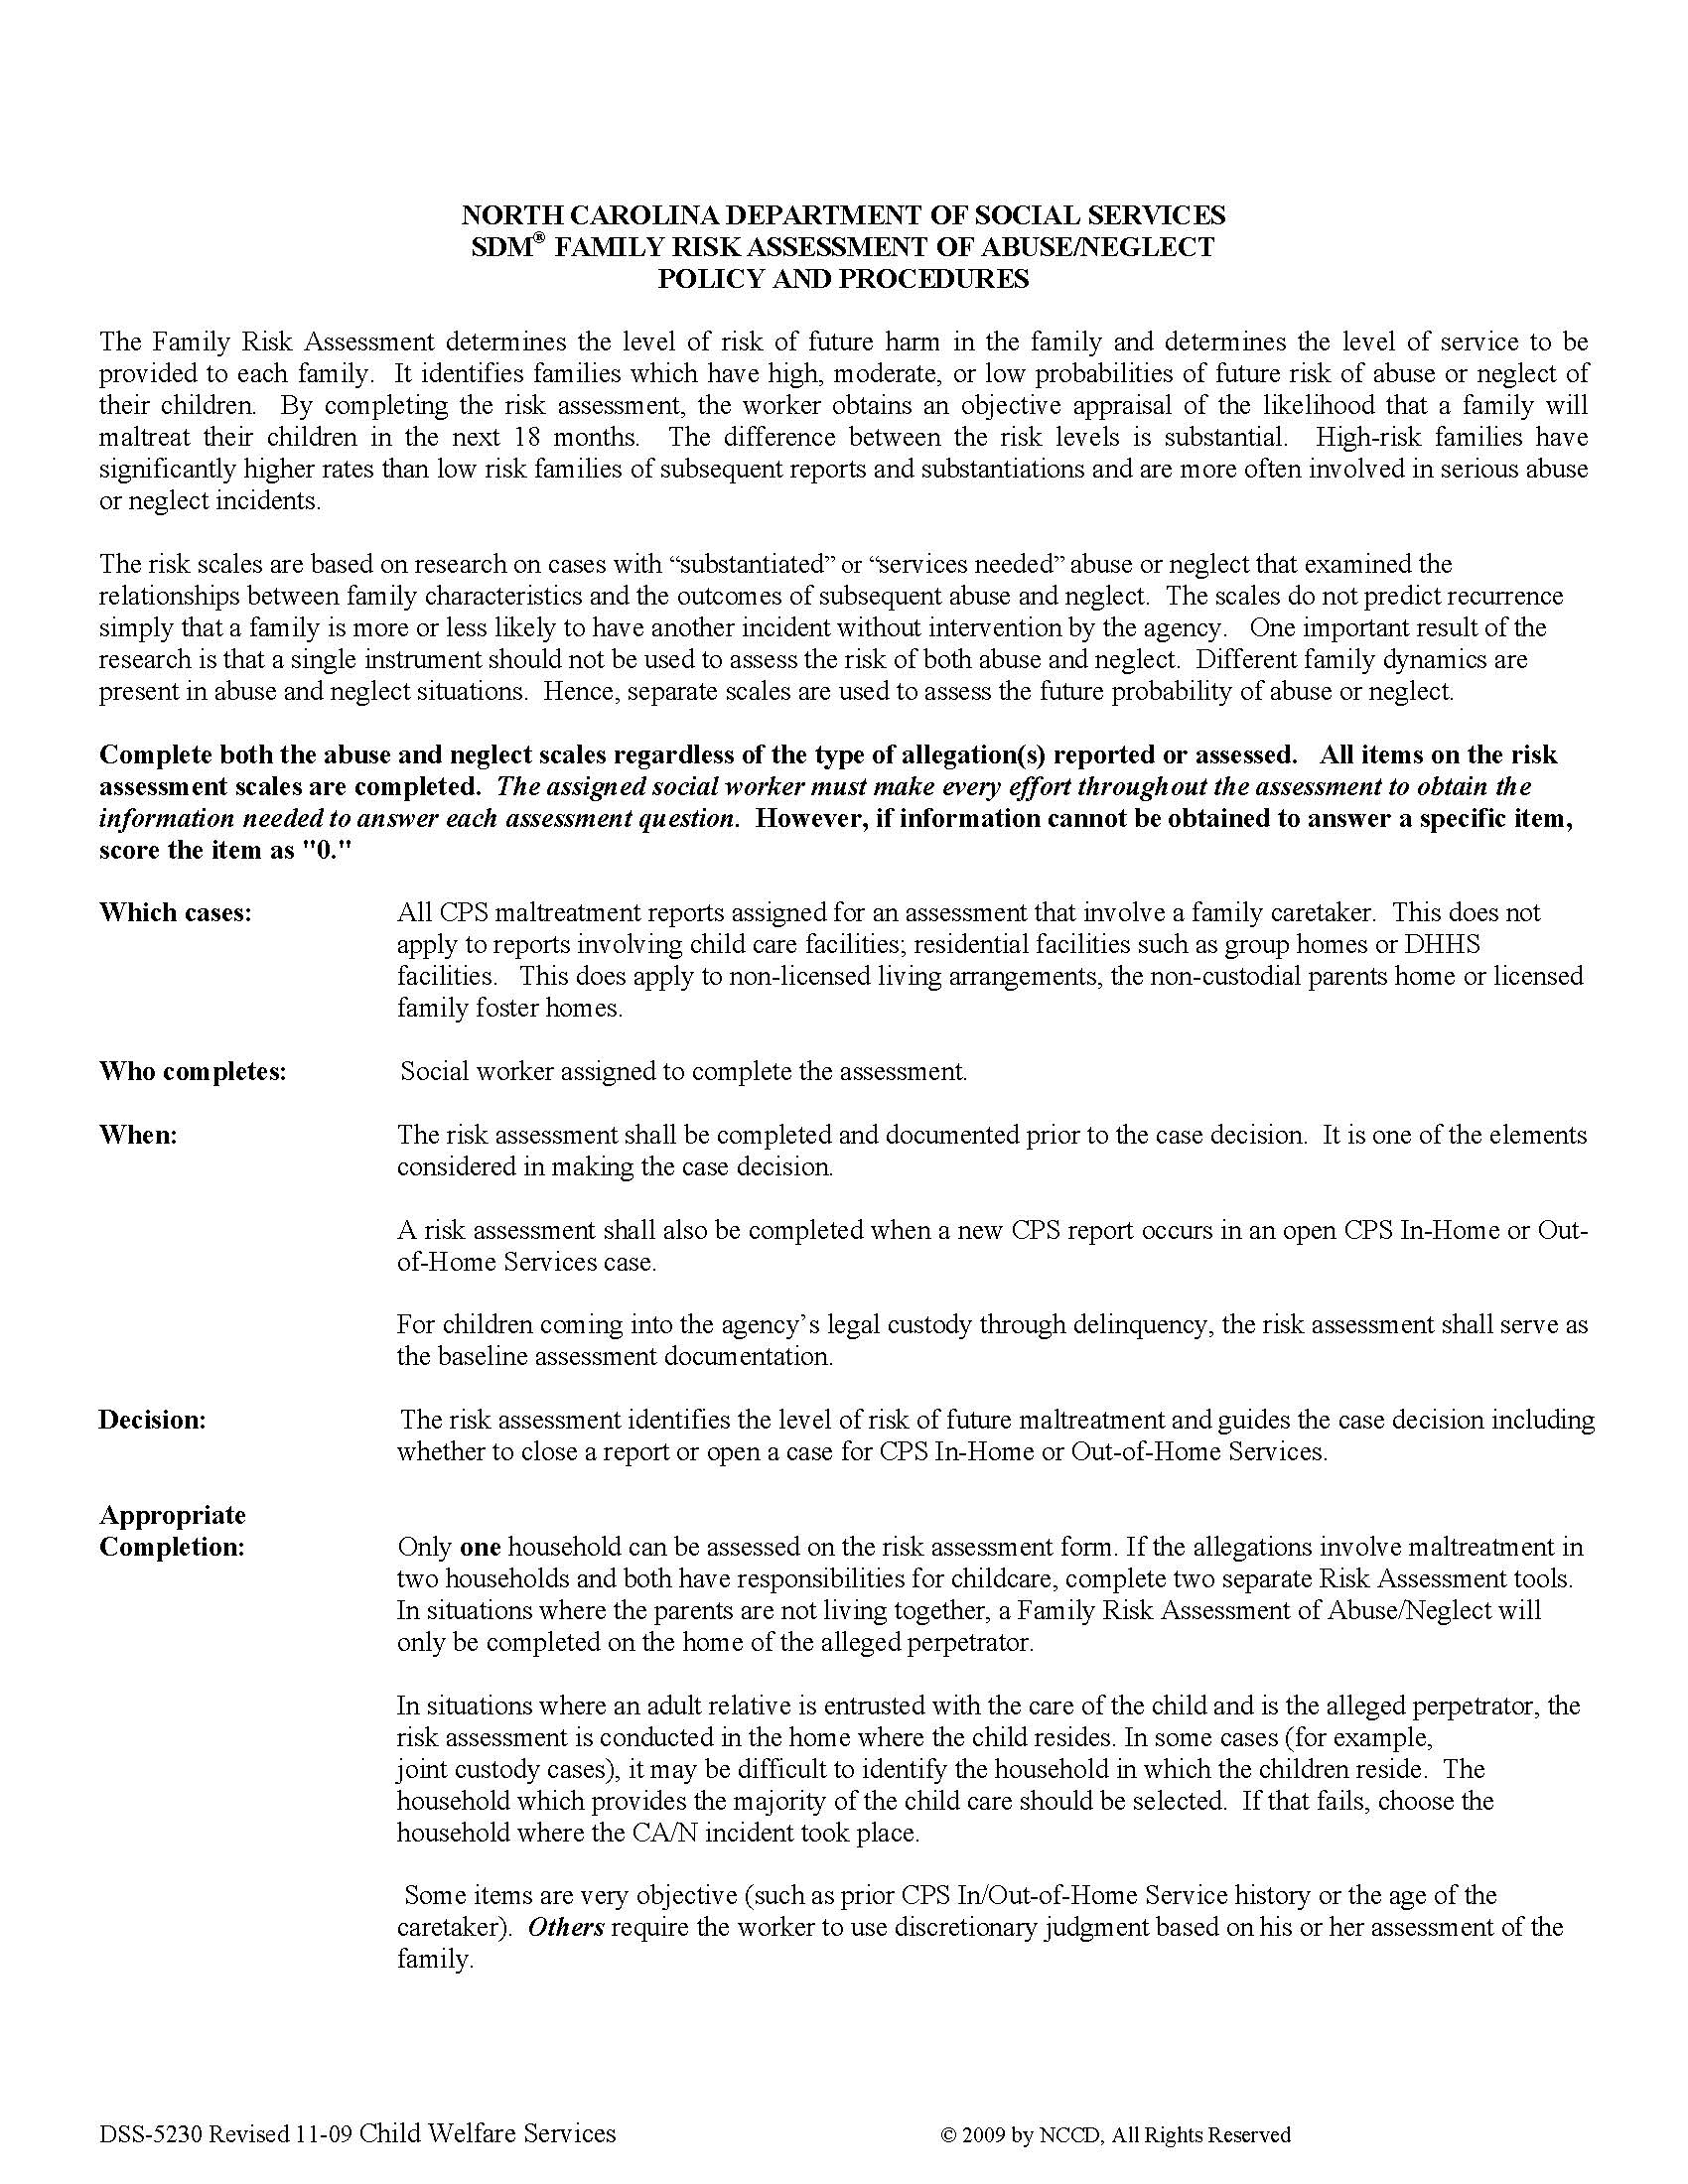 NORTH CAROLINA DEPARTMENT OF SOCIAL SERVICES
SDM® FAMILY RISK ASSESSMENT OF ABUSE/NEGLECT
POLICY AND PROCEDURES
The Family Risk Assessment determines the level of risk of future harm in the family and determines the level of service to be
provided to each family. It identifies families which have high, moderate, or low probabilities of future risk of abuse or neglect of
their children. By completing the risk assessment, the worker obtains an objective appraisal of the likelihood that a family will
maltreat their children in the next 18 months. The difference between the risk levels is substantial. High-risk families have
significantly higher rates than low risk families of subsequent reports and substantiations and are more often involved in serious abuse
or neglect incidents.
The risk scales are based on research on cases with “substantiated” or “services needed” abuse or neglect that examined the
relationships between family characteristics and the outcomes of subsequent abuse and neglect. The scales do not predict recurrence
simply that a family is more or less likely to have another incident without intervention by the agency. One important result of the
research is that a single instrument should not be used to assess the risk of both abuse and neglect. Different family dynamics are
present in abuse and neglect situations. Hence, separate scales are used to assess the future probability of abuse or neglect.
Complete both the abuse and neglect scales regardless of the type of allegation(s) reported or assessed. All items on the risk
assessment scales are completed. The assigned social worker must make every effort throughout the assessment to obtain the
information needed to answer each assessment question. However, if information cannot be obtained to answer a specific item,
score the item as "0."
Which cases: All CPS maltreatment reports assigned for an assessment that involve a family caretaker. This does not
apply to reports involving child care facilities; residential facilities such as group homes or DHHS
facilities. This does apply to non-licensed living arrangements, the non-custodial parents home or licensed
family foster homes.
Who completes: Social worker assigned to complete the assessment.
When: The risk assessment shall be completed and documented prior to the case decision. It is one of the elements
considered in making the case decision.
A risk assessment shall also be completed when a new CPS report occurs in an open CPS In-Home or Out-
of-Home Services case.
For children coming into the agency’s legal custody through delinquency, the risk assessment shall serve as
the baseline assessment documentation.
Decision: The risk assessment identifies the level of risk of future maltreatment and guides the case decision including
whether to close a report or open a case for CPS In-Home or Out-of-Home Services.
Appropriate
Completion: Only one household can be assessed on the risk assessment form. If the allegations involve maltreatment in
two households and both have responsibilities for childcare, complete two separate Risk Assessment tools.
In situations where the parents are not living together, a Family Risk Assessment of Abuse/Neglect will
only be completed on the home of the alleged perpetrator.
In situations where an adult relative is entrusted with the care of the child and is the alleged perpetrator, the
risk assessment is conducted in the home where the child resides. In some cases (for example,
joint custody cases), it may be difficult to identify the household in which the children reside. The
household which provides the majority of the child care should be selected. If that fails, choose the
household where the CA/N incident took place.
Some items are very objective (such as prior CPS In/Out-of-Home Service history or the age of the
caretaker). Others require the worker to use discretionary judgment based on his or her assessment of the
family.
DSS-5230 Revised 11-09 Child Welfare Services © 2009 by NCCD, All Rights Reserved